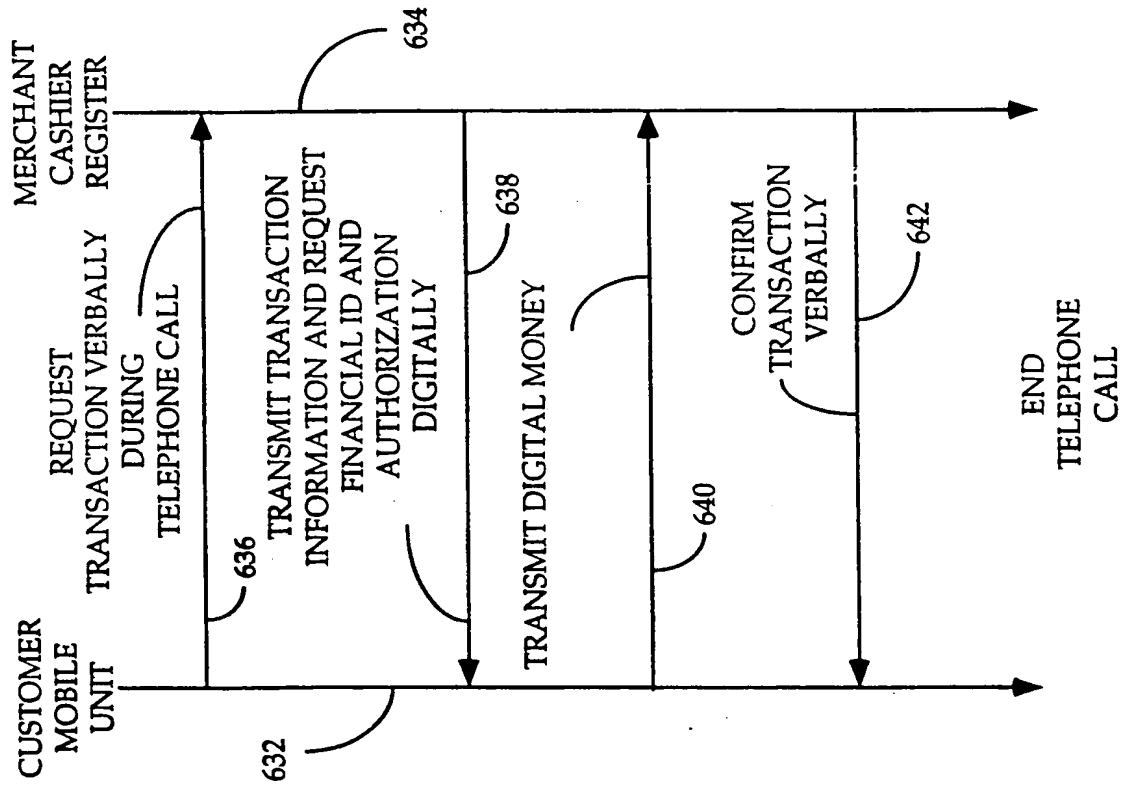 CUSTOMER
MOBILE
UNIT
MERCHANT
CASHIER
REGISTER
632
634
REQUEST
TRANSACTION VERBALLY
DURING
TELEPHONE CALL
636
TRANSMIT TRANSACTION
INFORMATION AND REQUEST
FINANCIAL ID AND
AUTHORIZATION
DIGITALLY
638
TRANSMIT DIGITAL MONEY
640
CONFIRM
TRANSACTION
VERBALLY
642
END
TELEPHONE
CALL